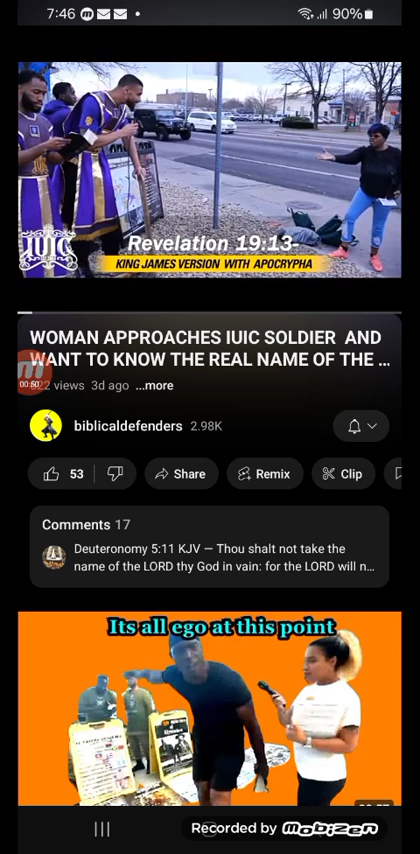 7:46
90%
IUIC
Revelation 19:13-
KING JAMES VERSION WITH APOCRYPHA
WOMAN APPROACHES IUIC SOLDIER AND
WANT TO KNOW THE REAL NAME OF THE ...
00:50
22 views 3d ago ...more
biblicaldefenders 2.98K
53
Share
Remix
Clip
Comments 17
Deuteronomy 5:11 KJV — Thou shalt not take the
name of the LORD thy God in vain: for the LORD will n...
Its all ego at this point
Recorded by MOBIZEN